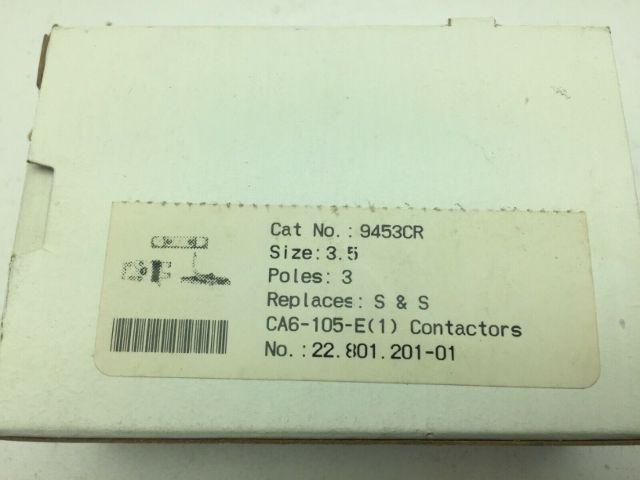 Cat No.: 9453CR
Size: 3.5
Poles: 3
Replaces: S & S
CA6-105-E(1) Contactors
No.: 22.801.201-01